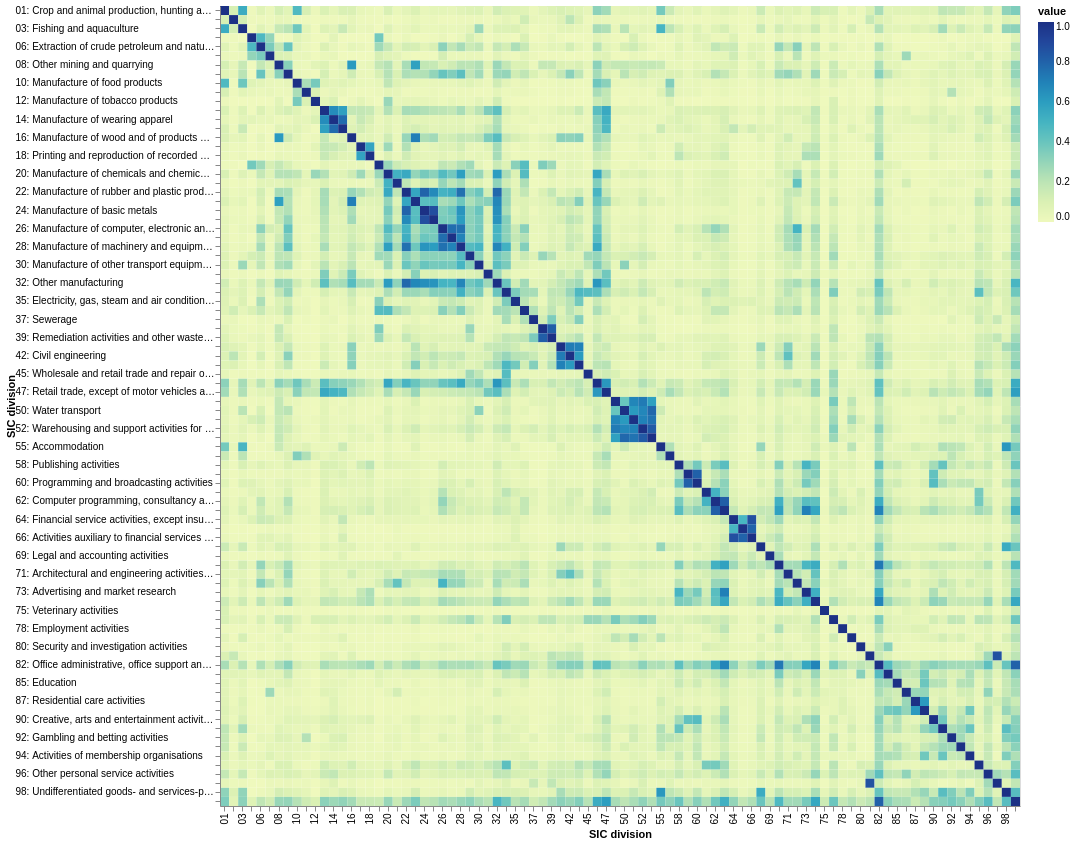 value
1.0
0.8
0.6
0.4
0.2
0.0
SIC division
01: Crop and animal production, hunting a…
03: Fishing and aquaculture
06: Extraction of crude petroleum and natu…
08: Other mining and quarrying
10: Manufacture of food products
12: Manufacture of tobacco products
14: Manufacture of wearing apparel
16: Manufacture of wood and of products …
18: Printing and reproduction of recorded …
20: Manufacture of chemicals and chemic…
22: Manufacture of rubber and plastic prod…
24: Manufacture of basic metals
26: Manufacture of computer, electronic an…
28: Manufacture of machinery and equipm…
30: Manufacture of other transport equipm…
32: Other manufacturing
35: Electricity, gas, steam and air condition…
37: Sewerage
39: Remediation activities and other waste…
42: Civil engineering
45: Wholesale and retail trade and repair o…
47: Retail trade, except of motor vehicles a…
50: Water transport
52: Warehousing and support activities for …
55: Accommodation
58: Publishing activities
60: Programming and broadcasting activities
62: Computer programming, consultancy a…
64: Financial service activities, except insu…
66: Activities auxiliary to financial services …
69: Legal and accounting activities
71: Architectural and engineering activities…
73: Advertising and market research
75: Veterinary activities
78: Employment activities
80: Security and investigation activities
82: Office administrative, office support an…
85: Education
87: Residential care activities
90: Creative, arts and entertainment activit…
92: Gambling and betting activities
94: Activities of membership organisations
96: Other personal service activities
98: Undifferentiated goods- and services-p…
01 03 06 08 10 12 14 16 18 20 22 24 26 28 30 32 35 37 39 42 45 47 50 52 55 58 60 62 64 66 69 71 73 75 78 80 82 85 87 90 92 94 96 98
SIC division